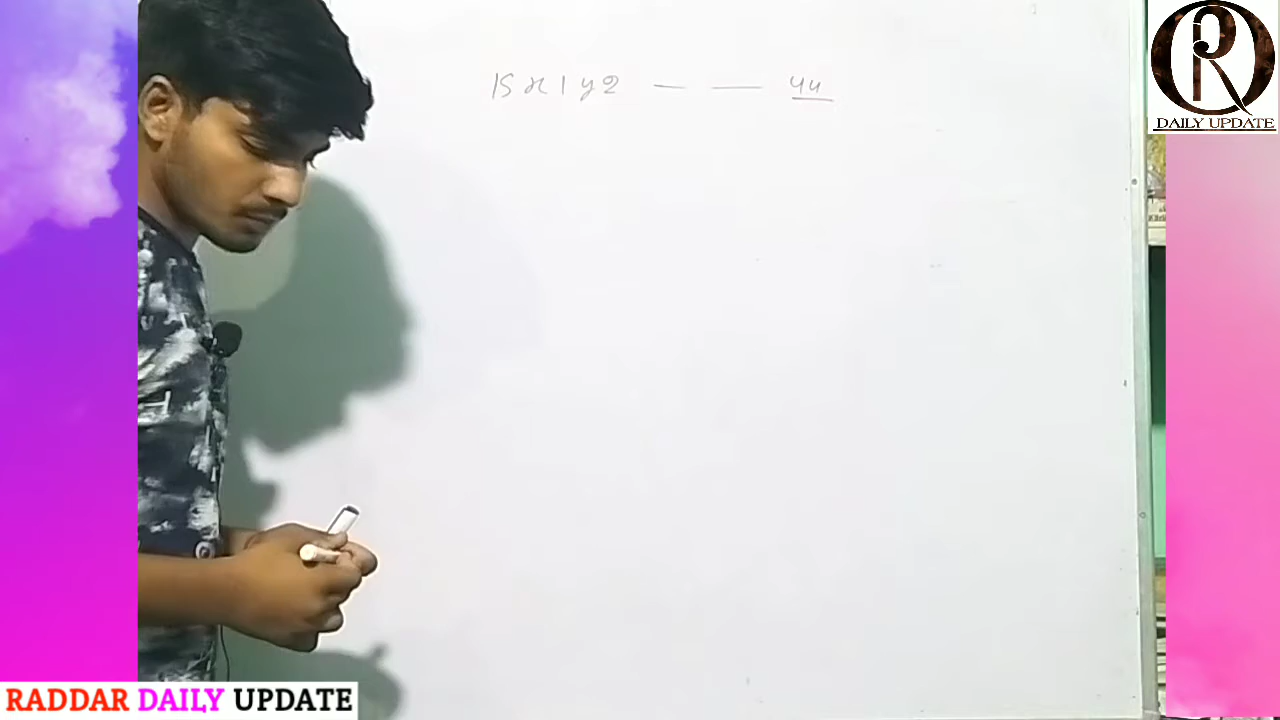 15x1y2 — — 44
R
DAILY UPDATE
RADDAR DAILY UPDATE